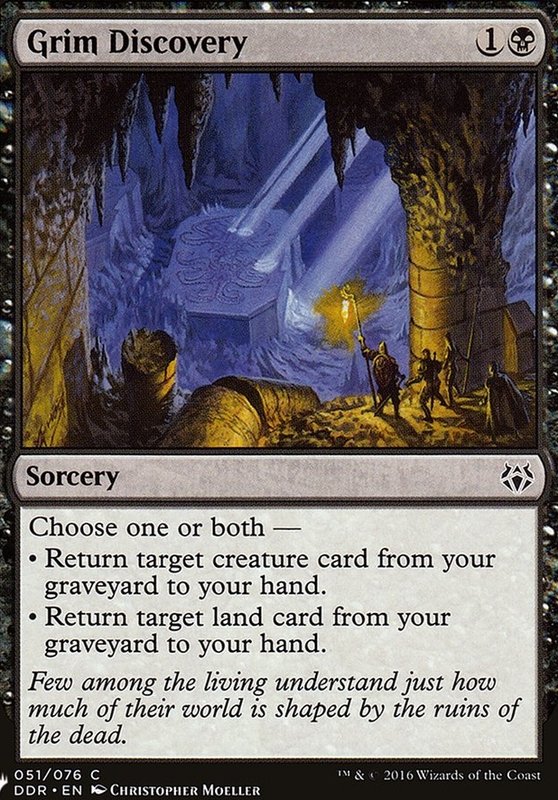 Grim Discovery 1
Sorcery
Choose one or both —
• Return target creature card from your
graveyard to your hand.
• Return target land card from your
graveyard to your hand.
Few among the living understand just how
much of their world is shaped by the ruins of
the dead.
051/076 C
DDR • EN Christopher Moeller
™ & © 2016 Wizards of the Coast